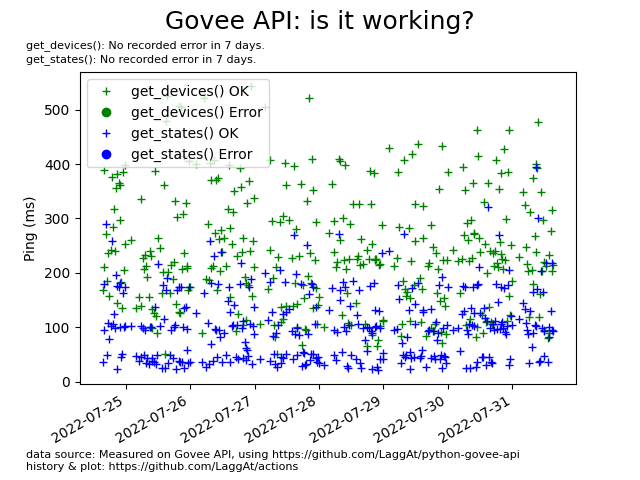 Govee API: is it working?
get_devices(): No recorded error in 7 days.
get_states(): No recorded error in 7 days.
get_devices() OK
get_devices() Error
get_states() OK
get_states() Error
Ping (ms)
500
400
300
200
100
0
2022-07-25
2022-07-26
2022-07-27
2022-07-28
2022-07-29
2022-07-30
2022-07-31
data source: Measured on Govee API, using https://github.com/LaggAt/python-govee-api
history & plot: https://github.com/LaggAt/actions